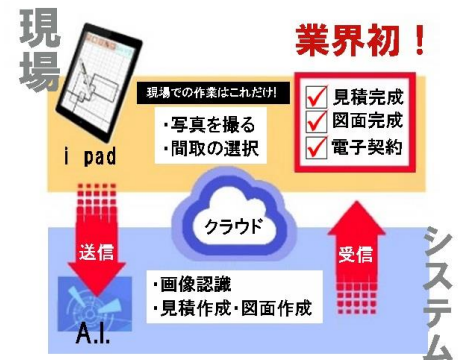 現場
業界初！
現場での作業はこれだけ!
・写真を撮る
・間取の選択
見積完成
図面完成
電子契約
i pad
クラウド
送信
受信
システム
・画像認識
・見積作成・図面作成
A.I.